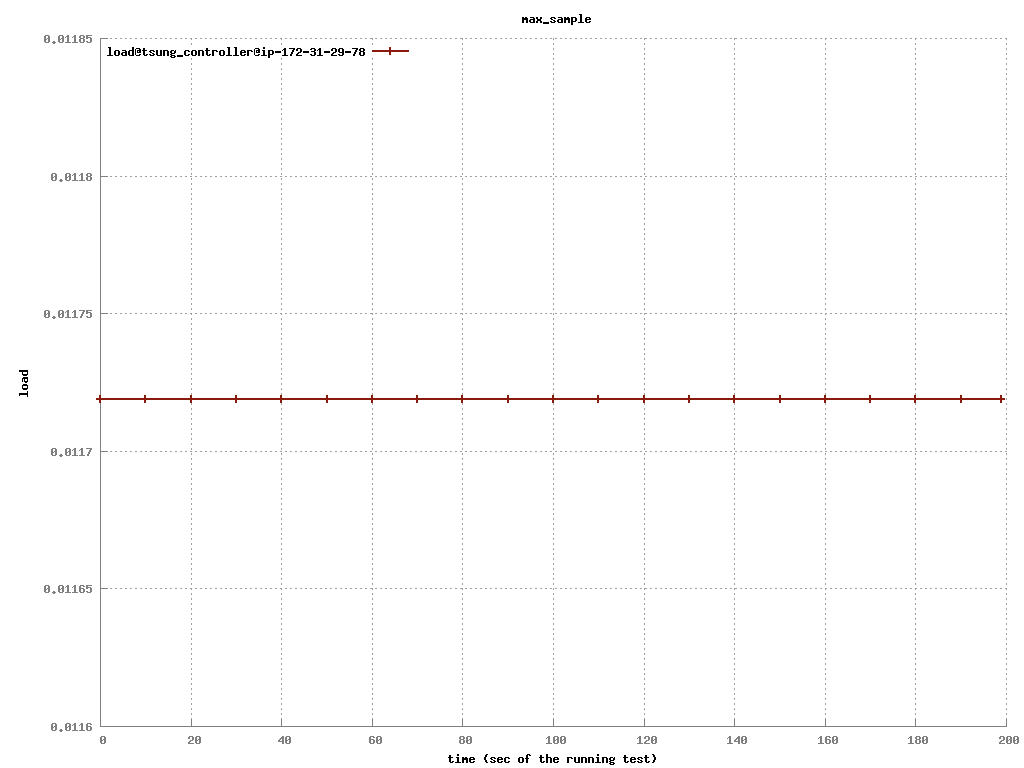 max_sample
0.01185
load@tsung_controller@ip-172-31-29-78
0.0118
0.01175
load
0.0117
0.01165
0.0116
0 20 40 60 80 100 120 140 160 180 200
time (sec of the running test)